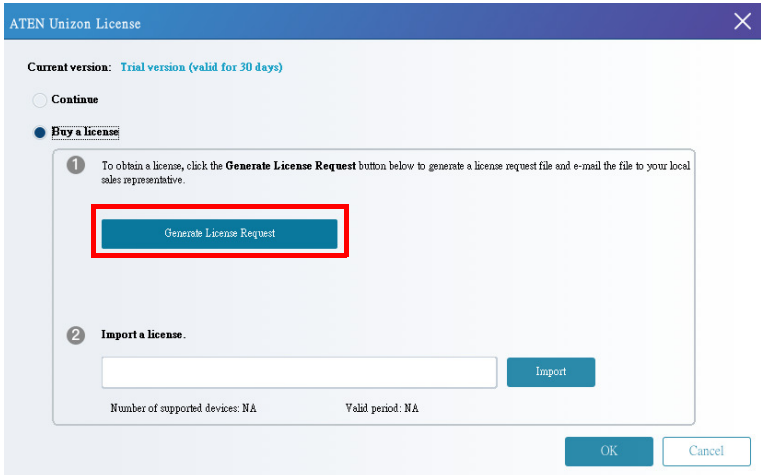 ATEN Unizon License
Current version: Trial version (valid for 30 days)
Continue
Buy a license
1
To obtain a license, click the Generate License Request button below to generate a license request file and e-mail the file to your local
sales representative.
Generate License Request
2
Import a license.
Import
Number of supported devices: NA
Valid period: NA
OK
Cancel